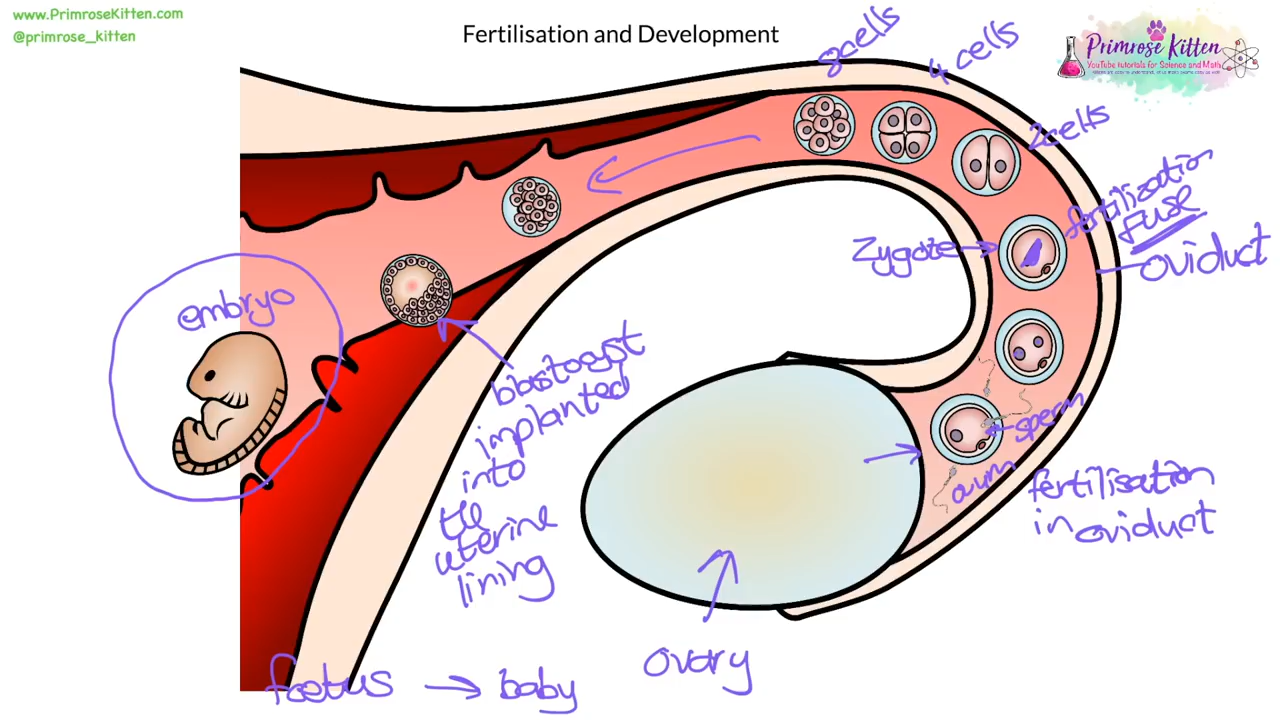 www.PrimroseKitten.com
@primrose_kitten
Fertilisation and Development
Primrose Kitten
YouTube tutorials for Science and Math
8cells
4 cells
2cells
fertilisation
FUSE
Zygote
oviduct
embryo
blastocyst
implanted
into
the
uterine
lining
sperm
ovum
fertilisation
in oviduct
ovary
foetus → baby